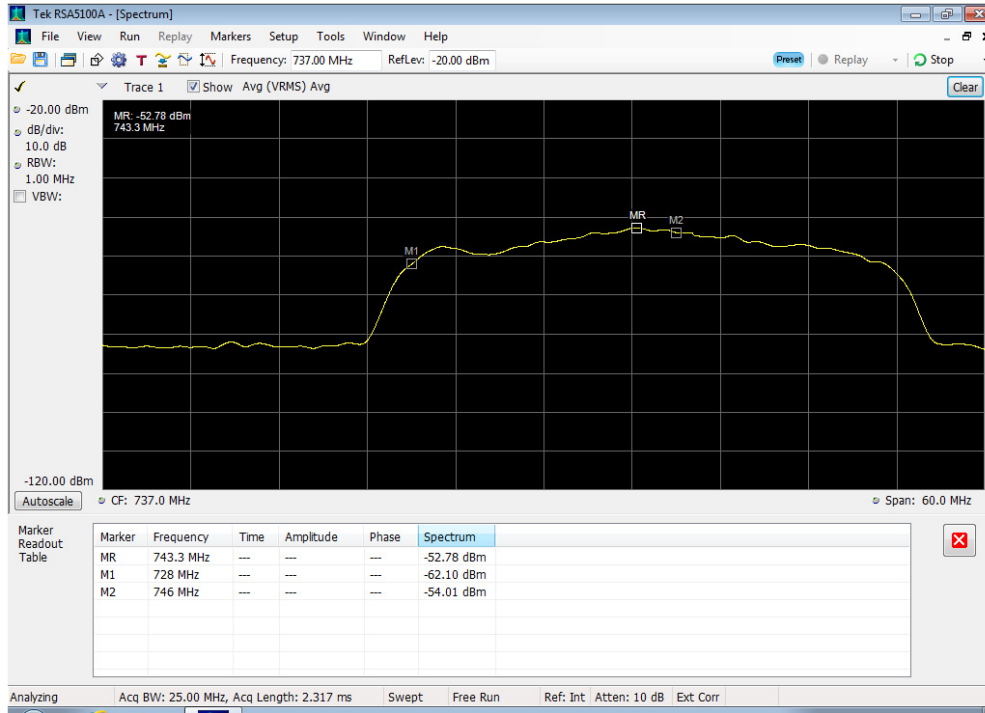 Tek RSA5100A - [Spectrum]
File View Run Replay Markers Setup Tools Window Help
T Frequency: 737.00 MHz RefLev: -20.00 dBm Preset Replay Stop
Trace 1 Show Avg (VRMS) Avg Clear
-20.00 dBm
dB/div:
10.0 dB
RBW:
1.00 MHz
VBW:
MR: -52.78 dBm
743.3 MHz
MR
M2
M1
-120.00 dBm
Autoscale CF: 737.0 MHz Span: 60.0 MHz
Marker
Readout
Table
Marker Frequency Time Amplitude Phase Spectrum
MR 743.3 MHz --- --- --- -52.78 dBm
M1 728 MHz --- --- --- -62.10 dBm
M2 746 MHz --- --- --- -54.01 dBm
Analyzing Acq BW: 25.00 MHz, Acq Length: 2.317 ms Swept Free Run Ref: Int Atten: 10 dB Ext Corr